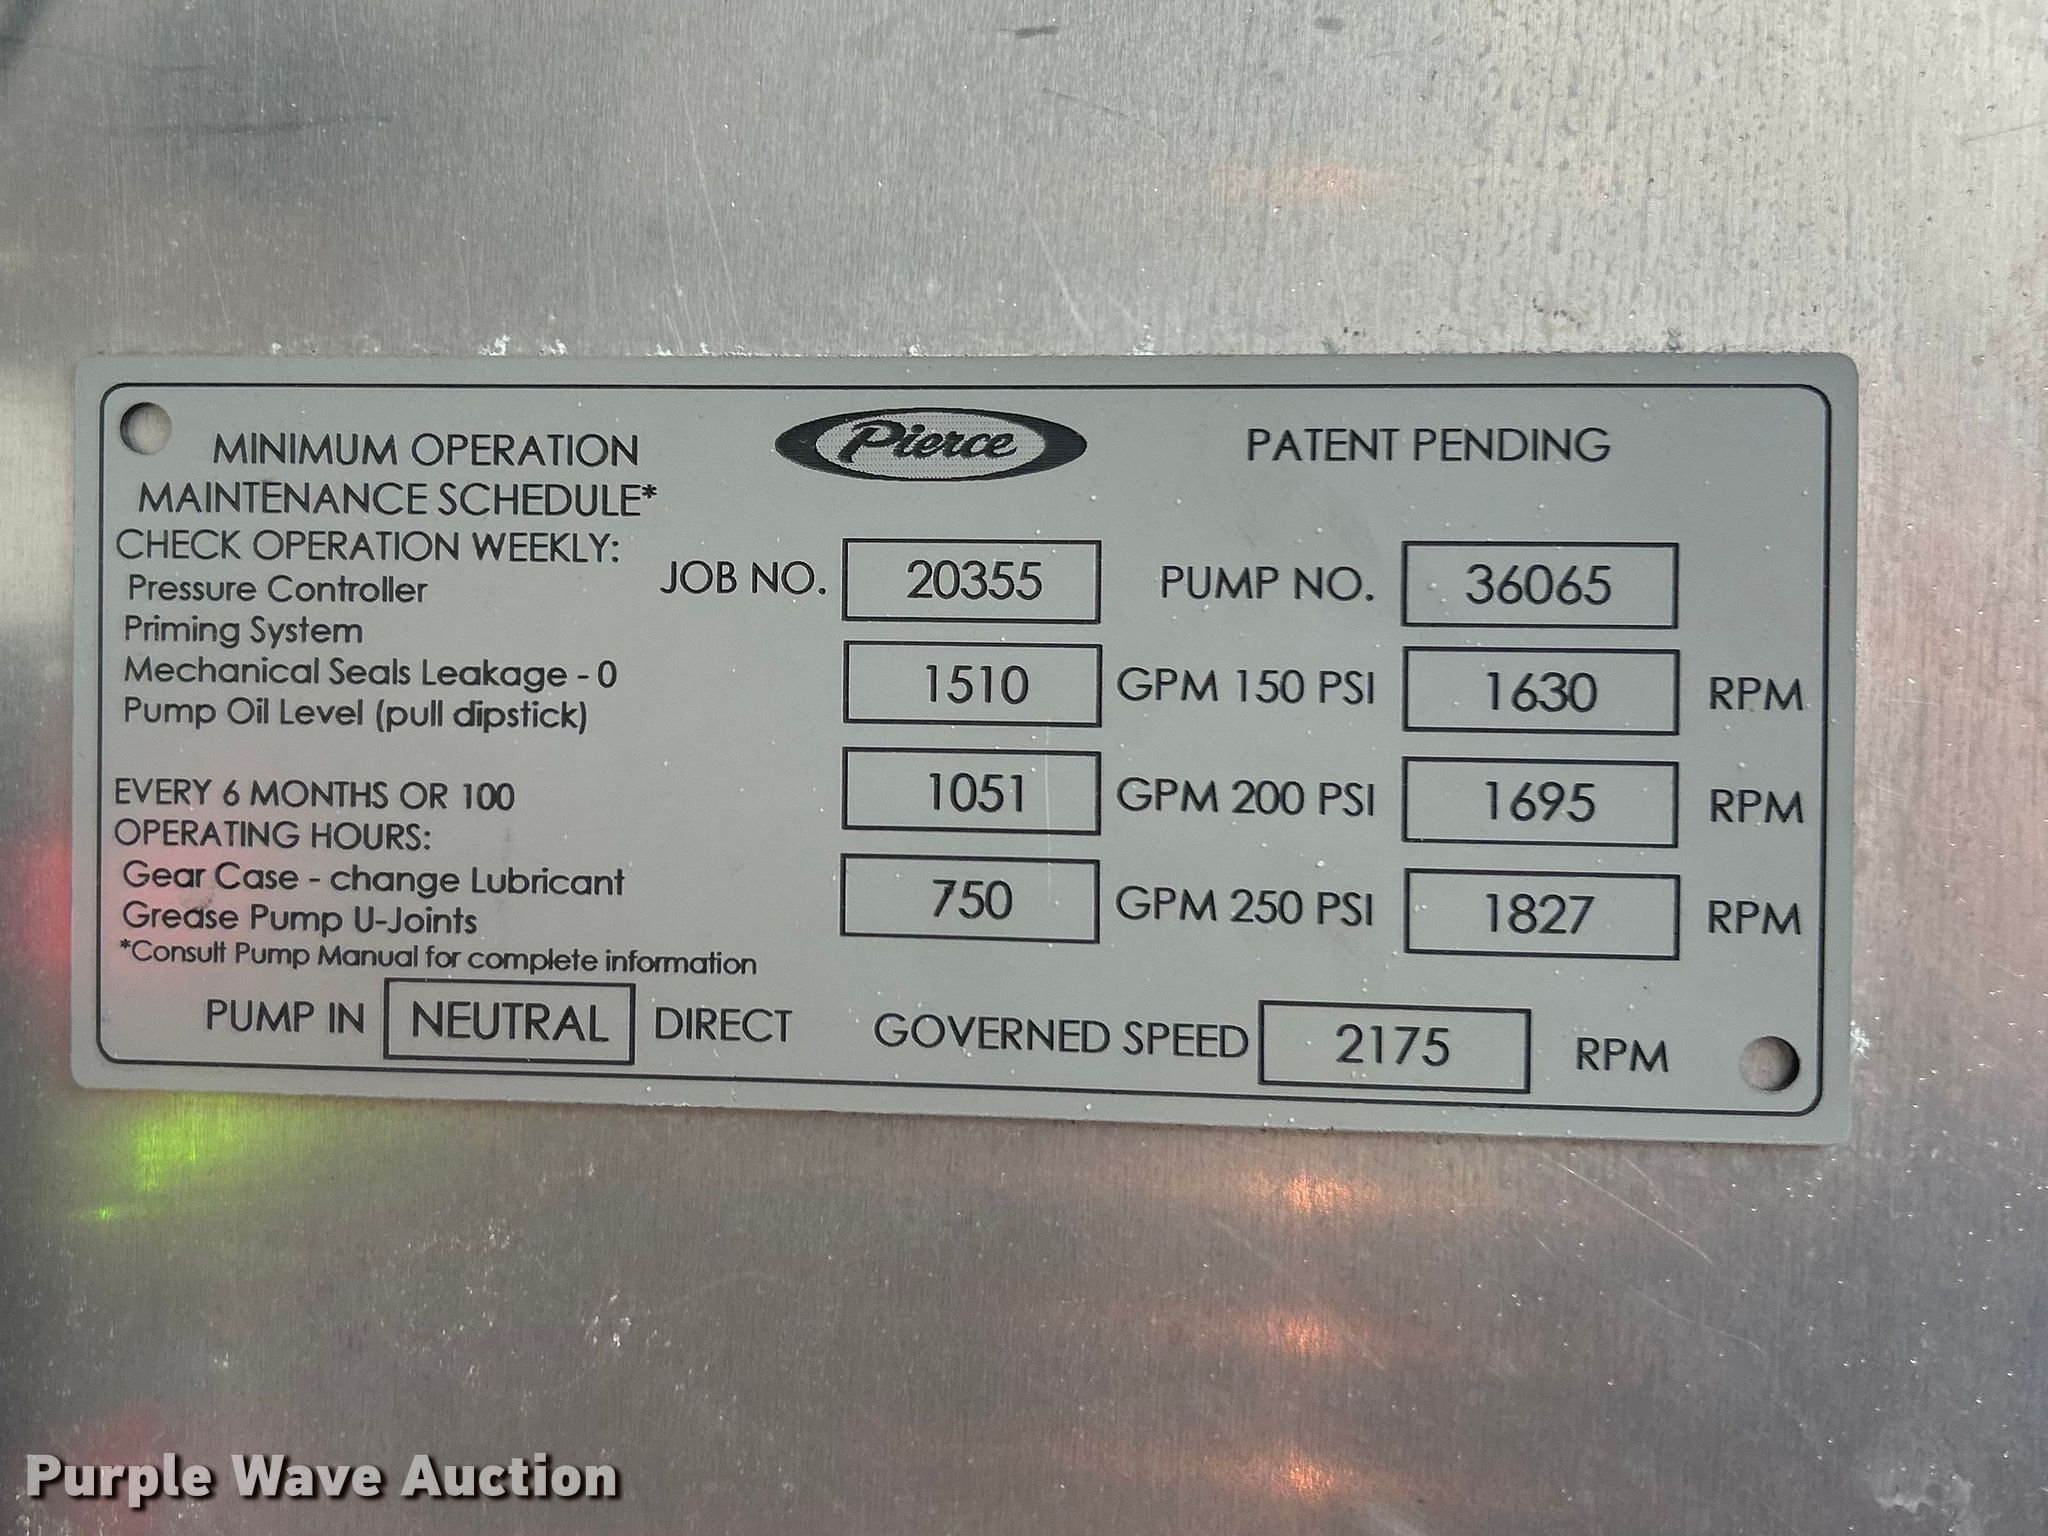 MINIMUM OPERATION
MAINTENANCE SCHEDULE*
CHECK OPERATION WEEKLY:
Pressure Controller
Priming System
Mechanical Seals Leakage - 0
Pump Oil Level (pull dipstick)
EVERY 6 MONTHS OR 100
OPERATING HOURS:
Gear Case - change Lubricant
Grease Pump U-Joints
*Consult Pump Manual for complete information
Pierce
PATENT PENDING
JOB NO. 20355 PUMP NO. 36065
1510 GPM 150 PSI 1630 RPM
1051 GPM 200 PSI 1695 RPM
750 GPM 250 PSI 1827 RPM
PUMP IN NEUTRAL DIRECT GOVERNED SPEED 2175 RPM
Purple Wave Auction